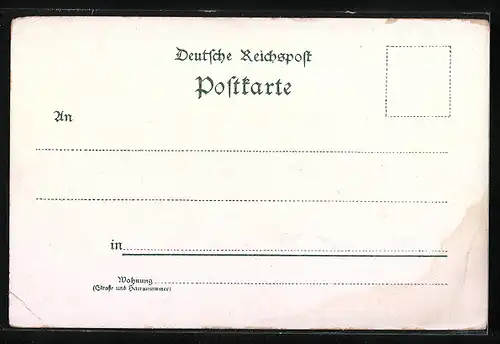 Deutsche Reichspost
Postkarte
An
in
Wohnung
(Straße und Hausnummer)